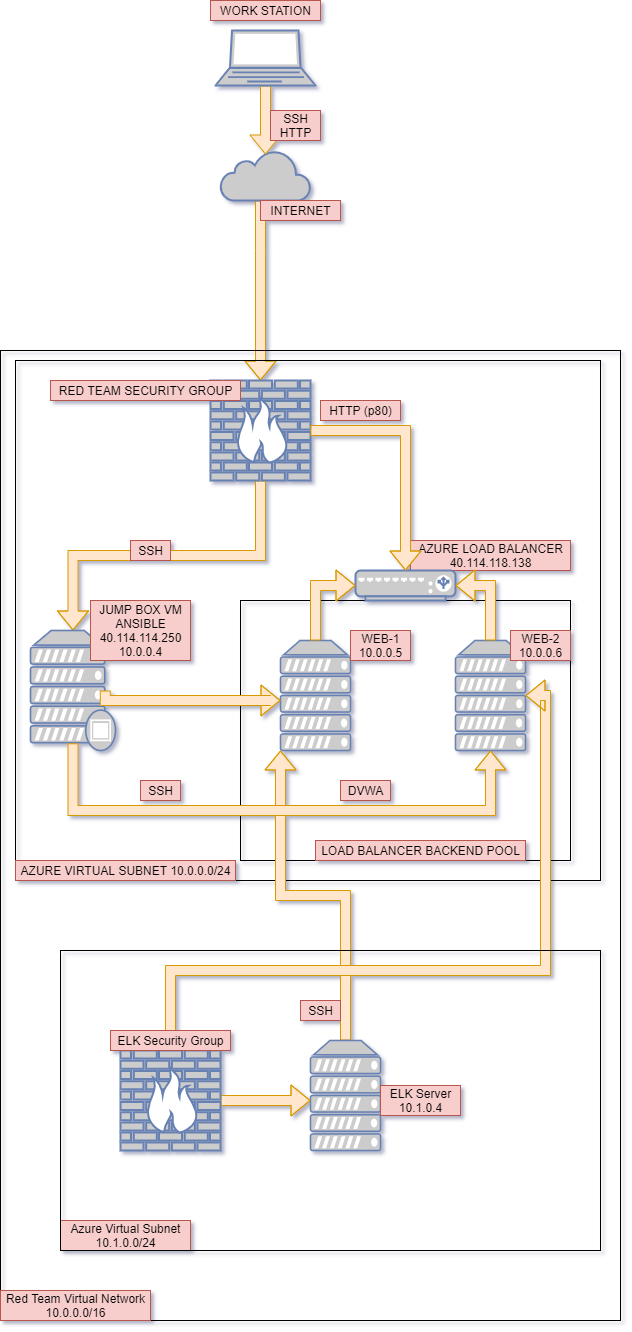 WORK STATION
SSH
HTTP
INTERNET
RED TEAM SECURITY GROUP
HTTP (p80)
SSH
AZURE LOAD BALANCER
40.114.118.138
JUMP BOX VM
ANSIBLE
40.114.114.250
10.0.0.4
WEB-1
10.0.0.5
WEB-2
10.0.0.6
SSH
DVWA
LOAD BALANCER BACKEND POOL
AZURE VIRTUAL SUBNET 10.0.0.0/24
SSH
ELK Security Group
ELK Server
10.1.0.4
Azure Virtual Subnet
10.1.0.0/24
Red Team Virtual Network
10.0.0.0/16